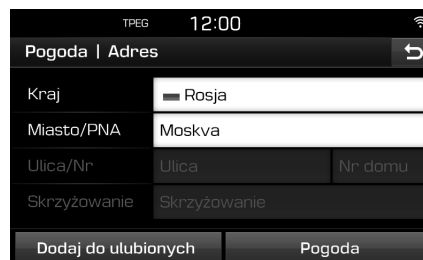 TPEG 12:00
Pogoda | Adres
Kraj Rosja
Miasto/PNA Moskva
Ulica/Nr Ulica Nr domu
Skrzyżowanie Skrzyżowanie
Dodaj do ulubionych Pogoda